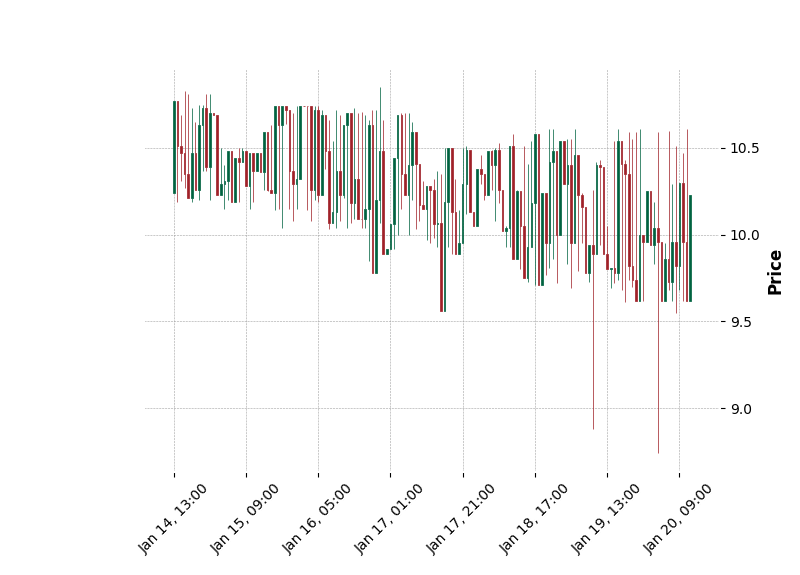 10.5
10.0
9.5
9.0
Price
Jan 14, 13:00
Jan 15, 09:00
Jan 16, 05:00
Jan 17, 01:00
Jan 17, 21:00
Jan 18, 17:00
Jan 19, 13:00
Jan 20, 09:00